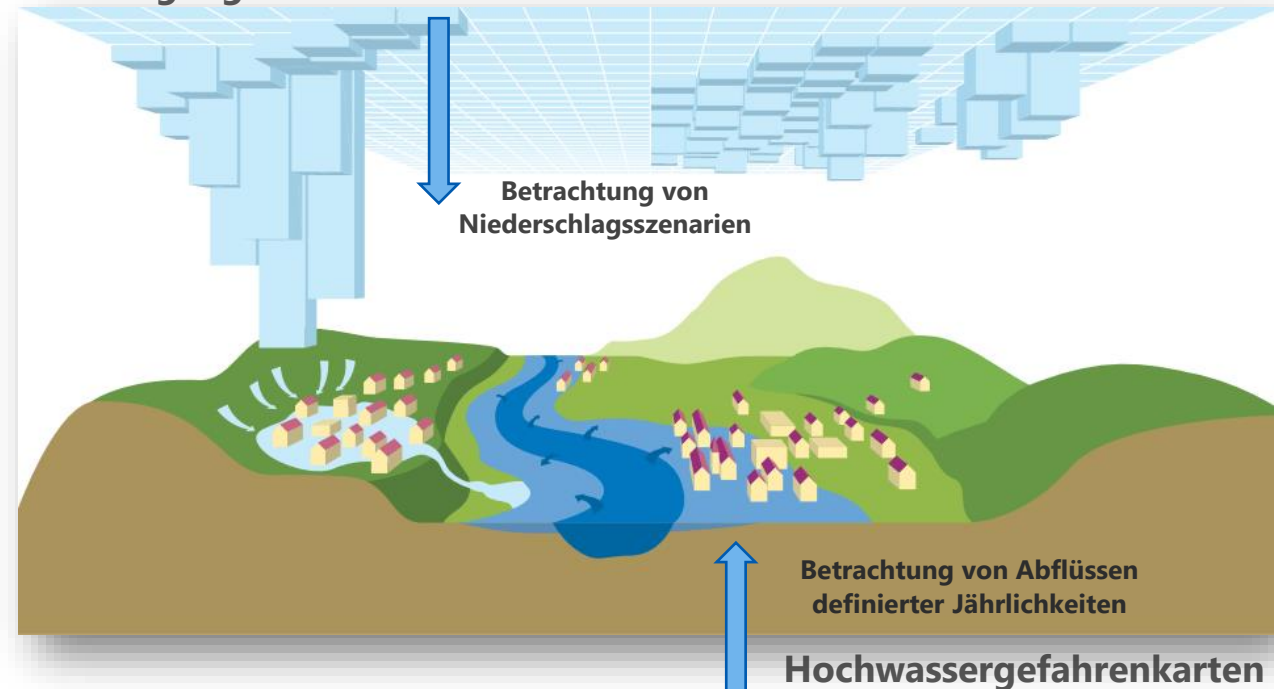 Betrachtung von
Niederschlagsszenarien
Betrachtung von Abflüssen
definierter Jährlichkeiten
Hochwassergefahrenkarten